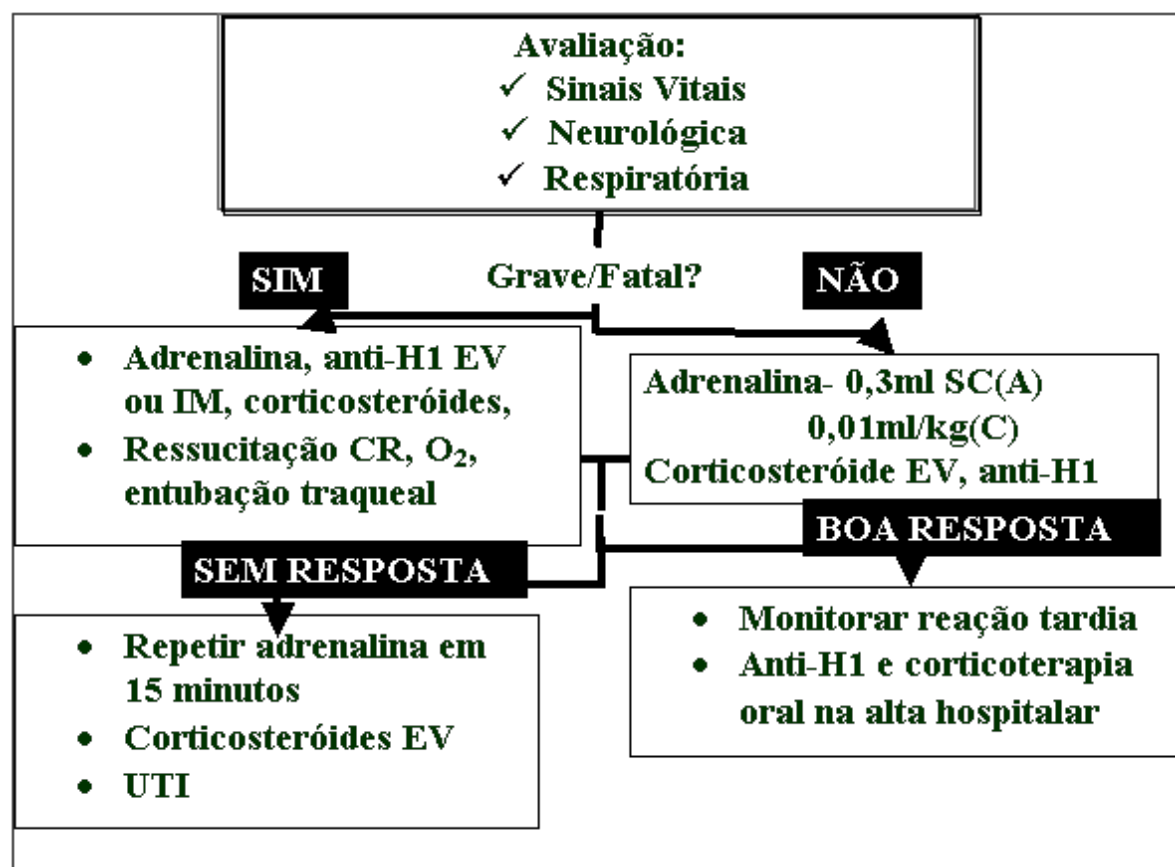 Avaliação:
✓ Sinais Vitais
✓ Neurológica
✓ Respiratória
SIM
Grave/Fatal?
NÃO
• Adrenalina, anti-H1 EV
ou IM, corticosteróides,
• Ressucitação CR, O₂,
entubação traqueal
Adrenalina- 0,3ml SC(A)
0,01ml/kg(C)
Corticosteróide EV, anti-H1
SEM RESPOSTA
BOA RESPOSTA
• Repetir adrenalina em
15 minutos
• Corticosteróides EV
• UTI
• Monitorar reação tardia
• Anti-H1 e corticoterapia
oral na alta hospitalar